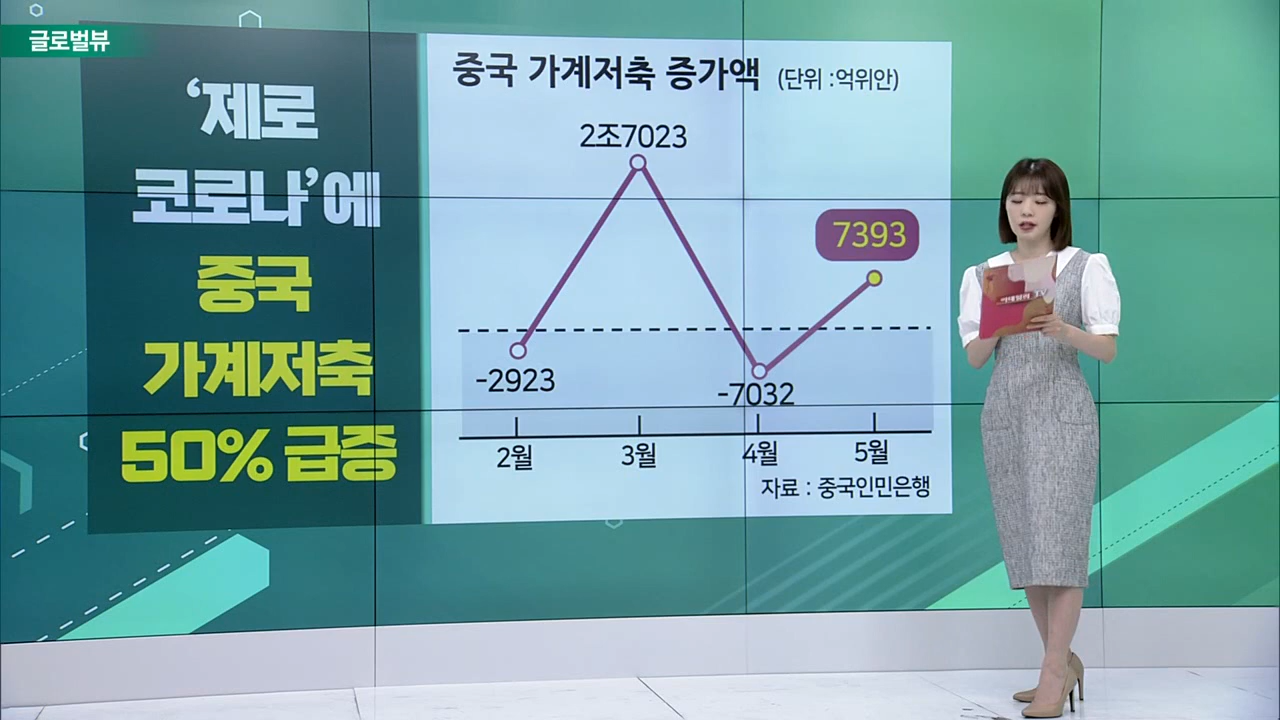 글로벌뷰
‘제로
코로나’에
중국
가계저축
50% 급증
중국 가계저축 증가액 (단위 :억위안)
2조7023
7393
-2923
-7032
2월 3월 4월 5월
자료 : 중국인민은행